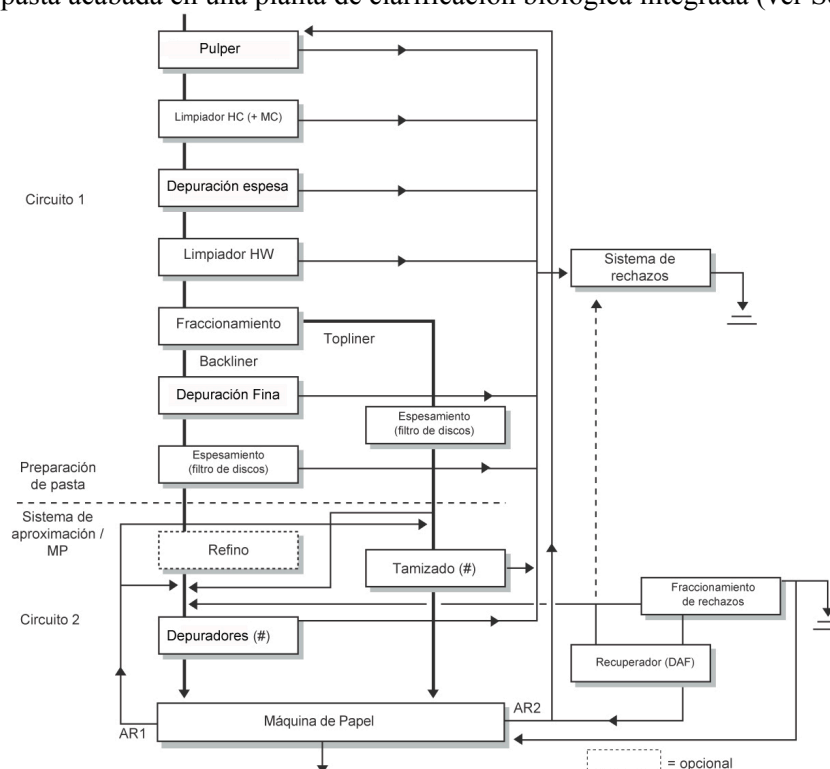 pasta acabada en una planta de clarificación biológica integrada (ver Se
Pulper
Limpiador HC (+ MC)
Depuración espesa
Circuito 1
Limpiador HW
Sistema de
rechazos
Fraccionamiento
Topliner
Backliner
Depuración Fina
Espesamiento
(filtro de discos)
Espesamiento
(filtro de discos)
Preparación
de pasta
Sistema de
aproximación /
MP
Refino
Tamizado (#)
Fraccionamiento
de rechazos
Circuito 2
Depuradores (#)
Recuperador (DAF)
AR2
Máquina de Papel
AR1
= opcional